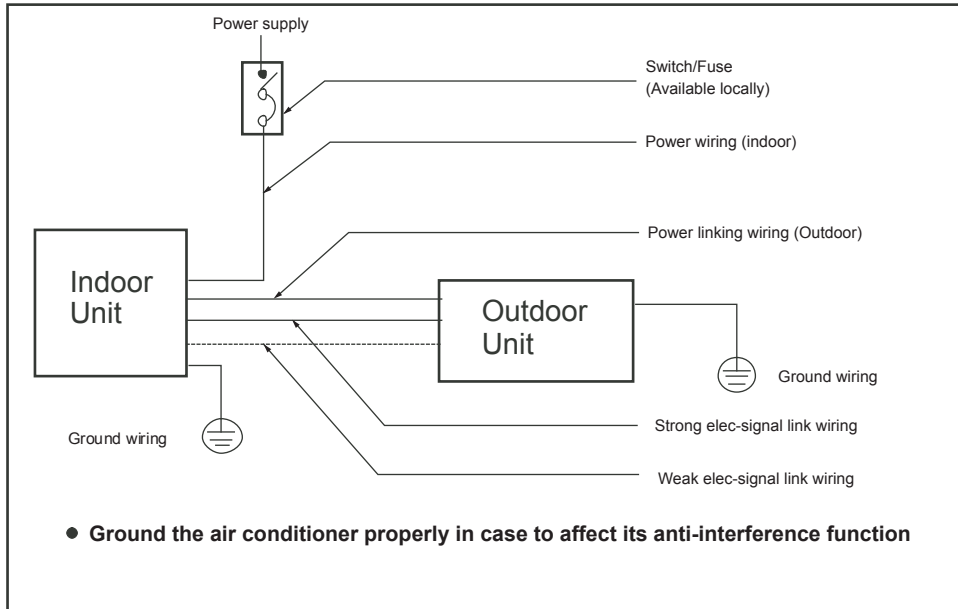 Power supply
Switch/Fuse
(Available locally)
Power wiring (indoor)
Power linking wiring (Outdoor)
Indoor
Unit
Outdoor
Unit
Ground wiring
Ground wiring
Strong elec-signal link wiring
Weak elec-signal link wiring
● Ground the air conditioner properly in case to affect its anti-interference function